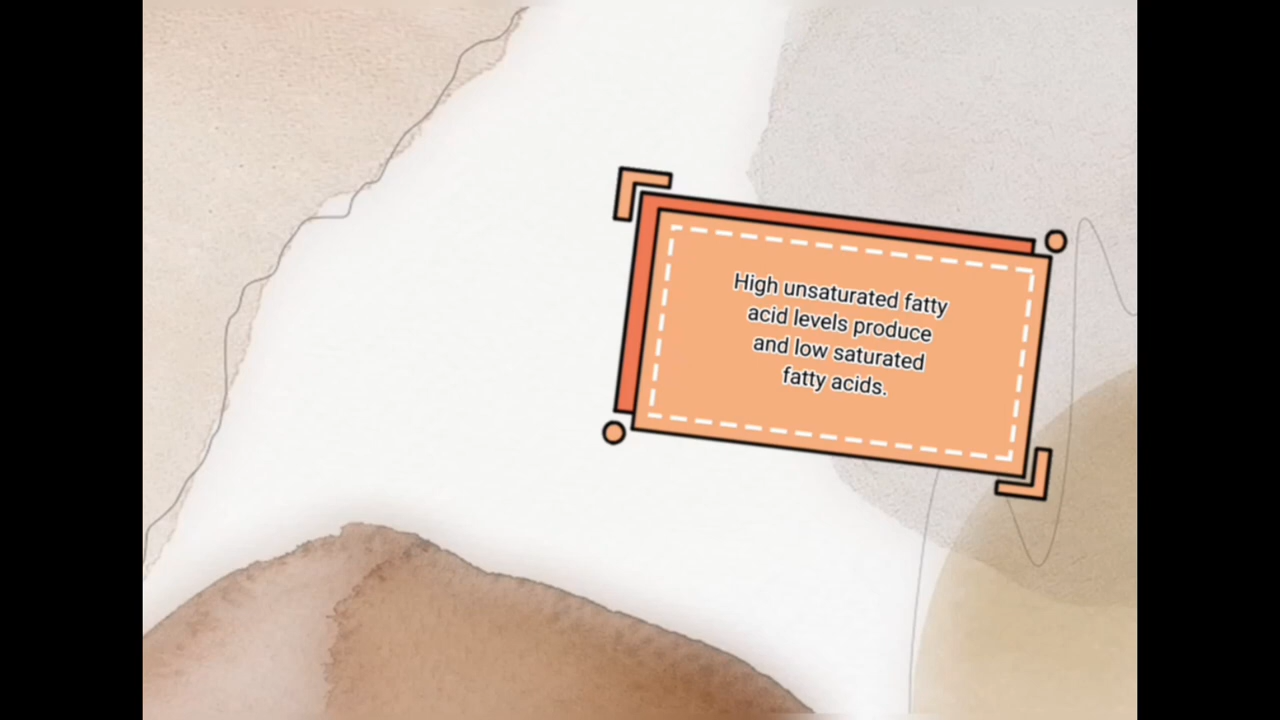 High unsaturated fatty
acid levels produce
and low saturated
fatty acids.